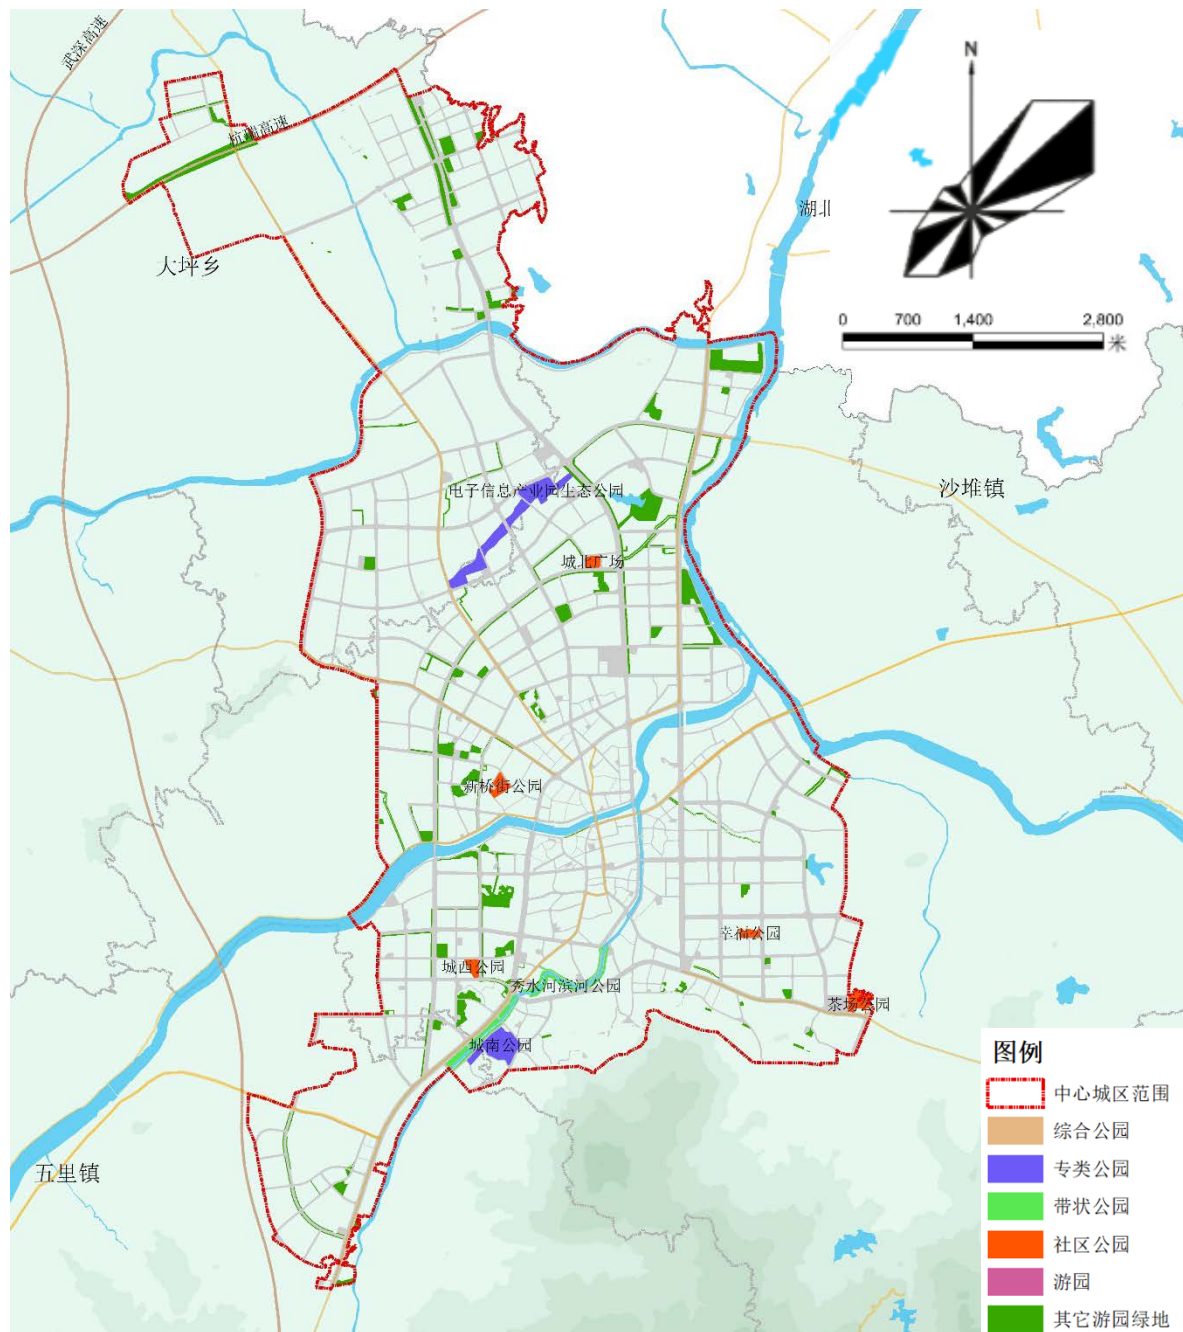 武深高速
杭瑞高速
N
湖北
大坪乡
0 700 1,400 2,800
米
电子信息产业园生态公园
沙堆镇
城北广场
新桥街公园
幸福公园
城西公园
秀水河滨河公园
茶场公园
城南公园
五里镇
图例
中心城区范围
综合公园
专类公园
带状公园
社区公园
游园
其它游园绿地